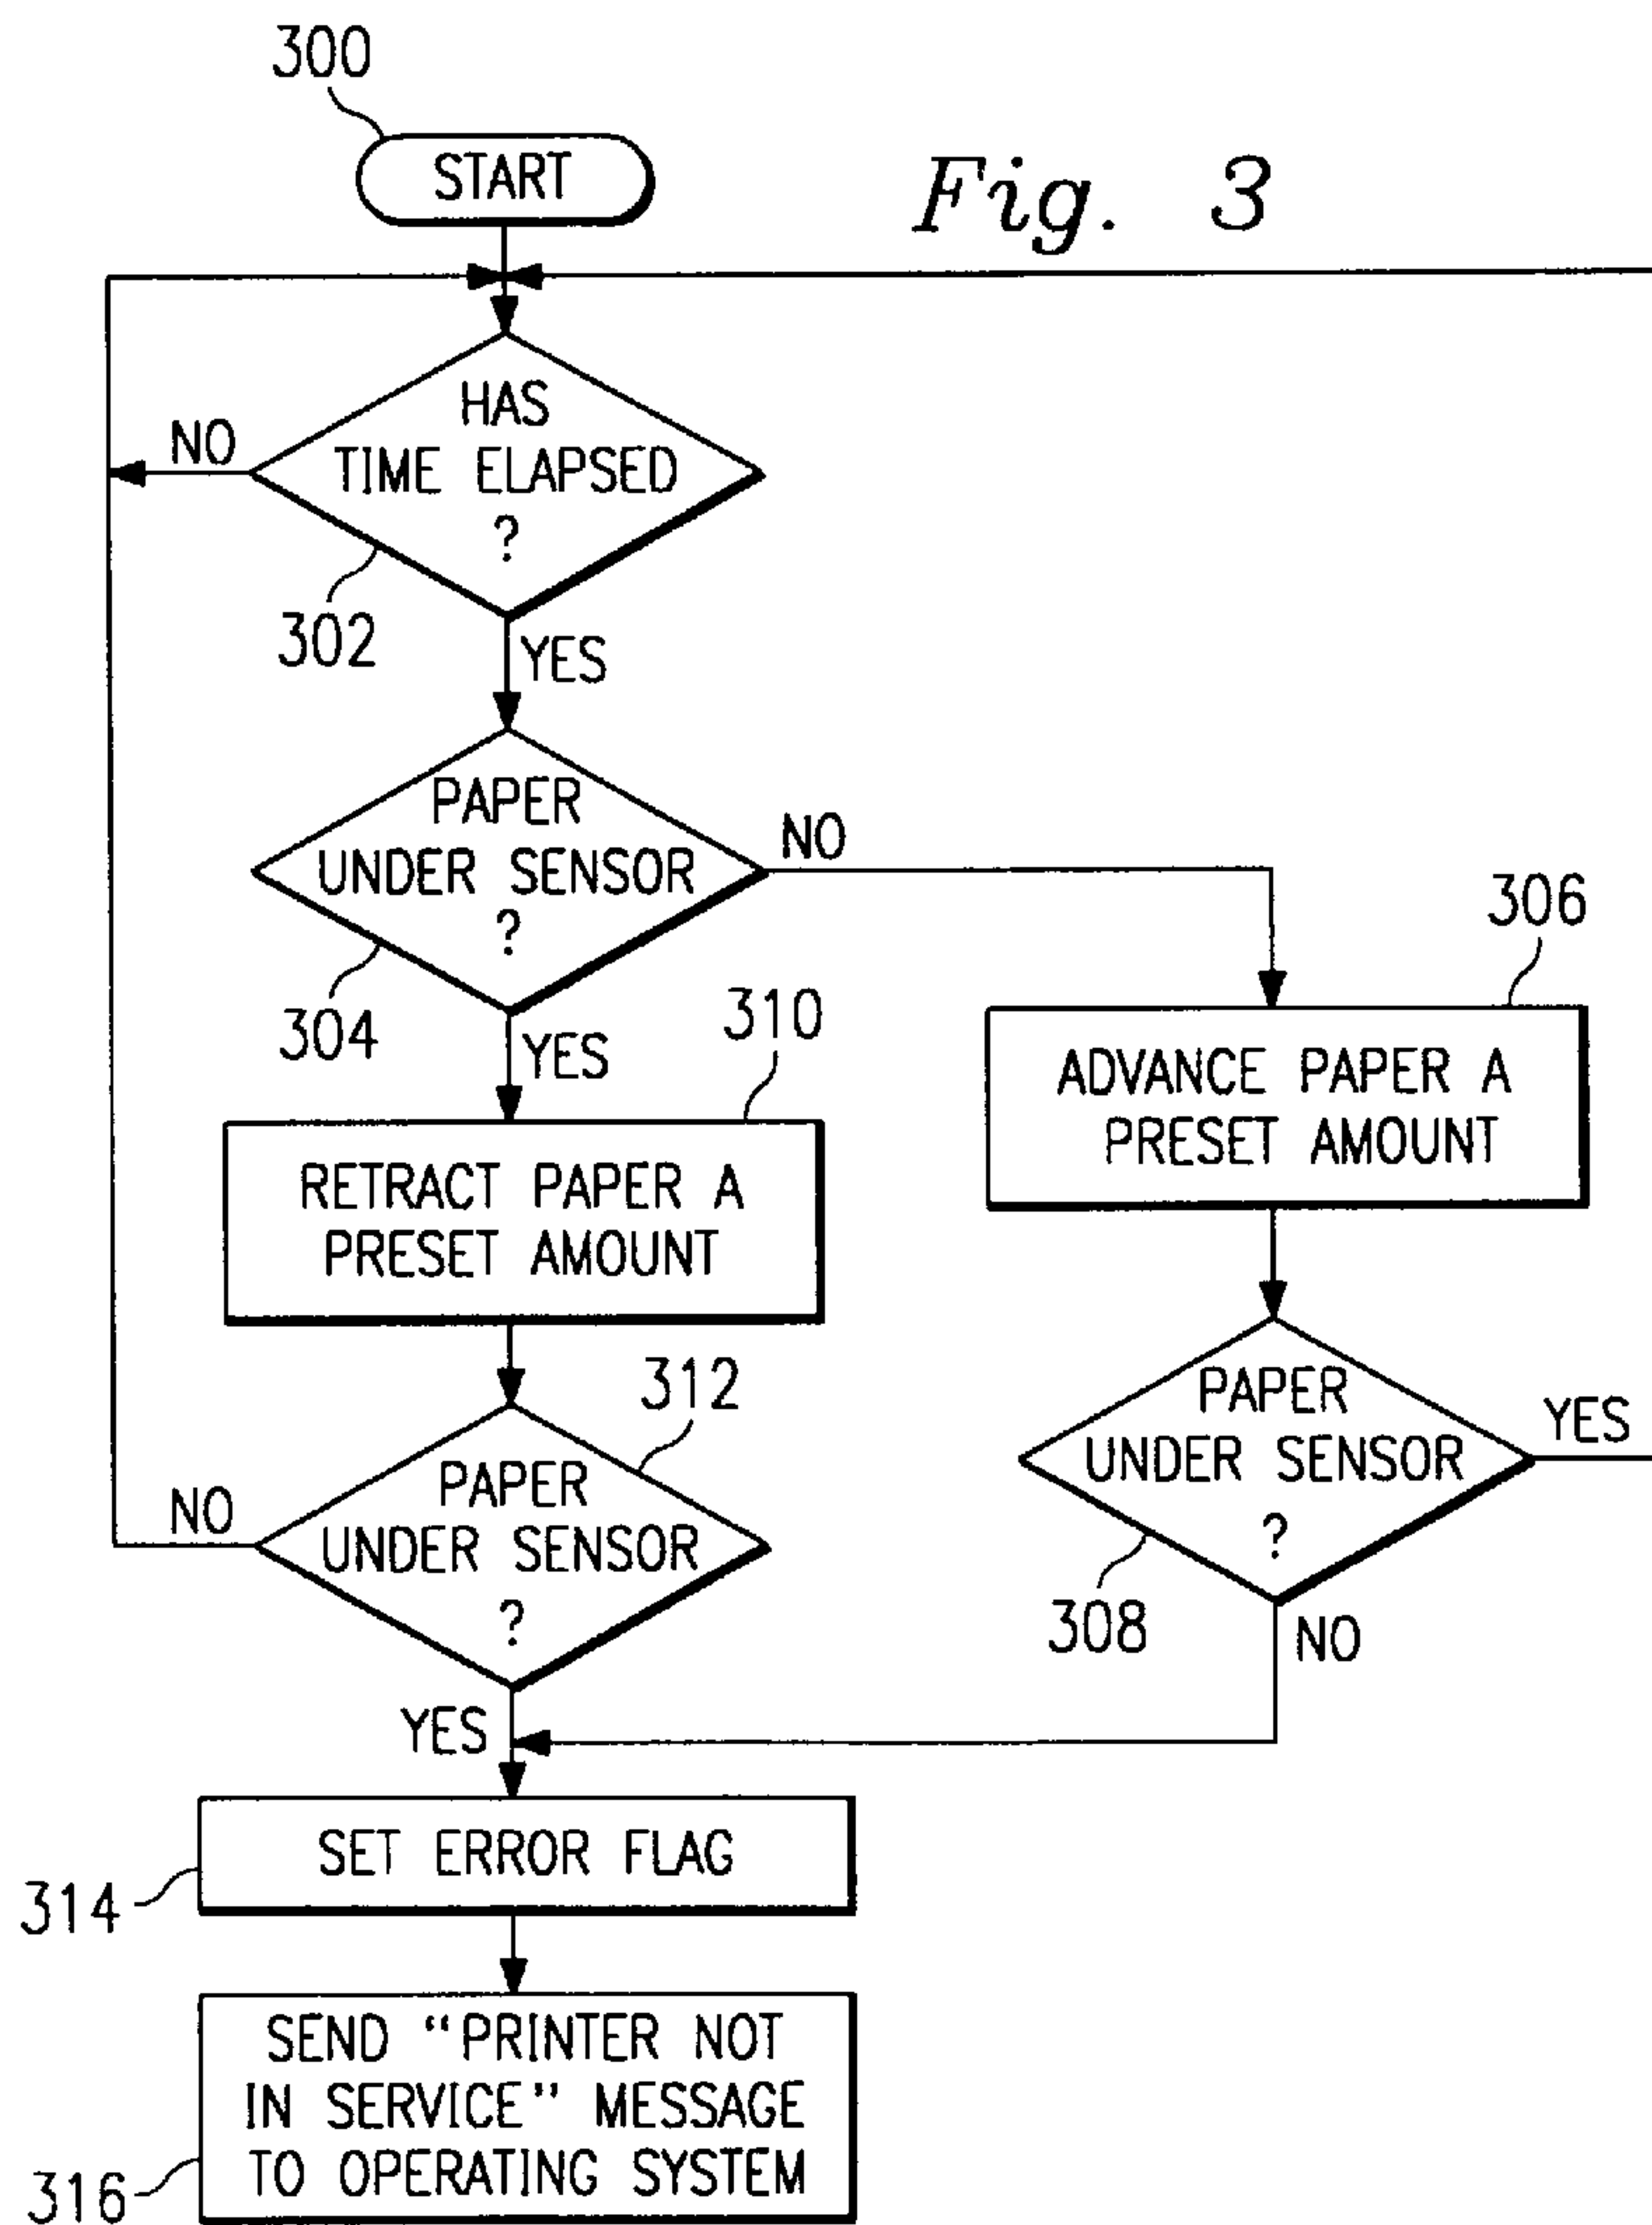 300
START
Fig. 3
HAS
TIME ELAPSED
?
NO
302
YES
PAPER
UNDER SENSOR
?
NO
304
YES
306
ADVANCE PAPER A
PRESET AMOUNT
310
RETRACT PAPER A
PRESET AMOUNT
312
PAPER
UNDER SENSOR
?
NO
YES
PAPER
UNDER SENSOR
?
YES
308
NO
SET ERROR FLAG
314
SEND “PRINTER NOT
IN SERVICE” MESSAGE
TO OPERATING SYSTEM
316